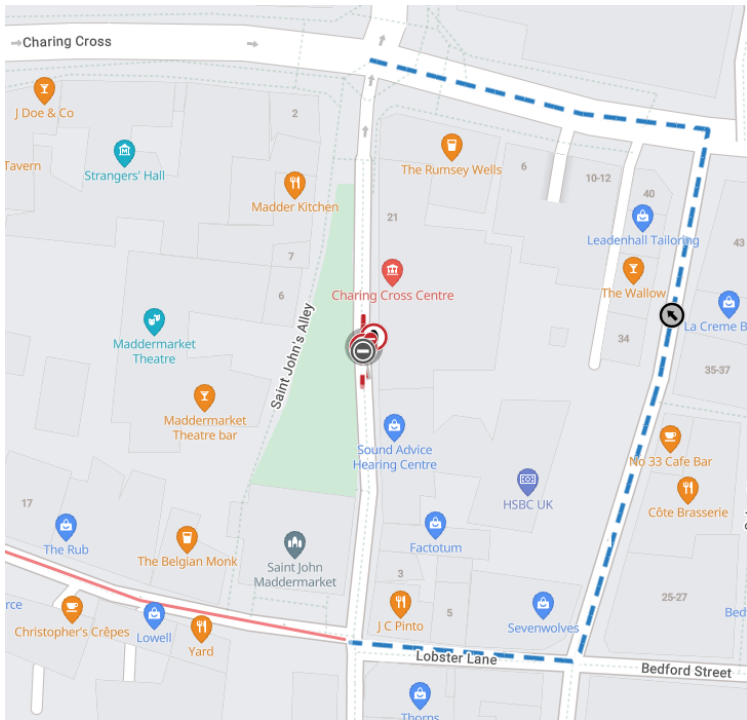 Charing Cross
J Doe & Co
2
Tavern
Strangers' Hall
The Rumsey Wells
6
10-12
40
Madder Kitchen
21
Leadenhall Tailoring
43
7
6
Charing Cross Centre
The Wallow
La Creme B
Saint John's Alley
Maddermarket
Theatre
34
35-37
Maddermarket
Theatre bar
Sound Advice
Hearing Centre
No 33 Cafe Bar
HSBC UK
Côte Brasserie
17
The Rub
The Belgian Monk
Saint John
Maddermarket
Factotum
3
25-27
rce
Christopher's Crêpes
Lowell
Yard
J C Pinto
5
Sevenwolves
Bed
Lobster Lane
Bedford Street
Thorns